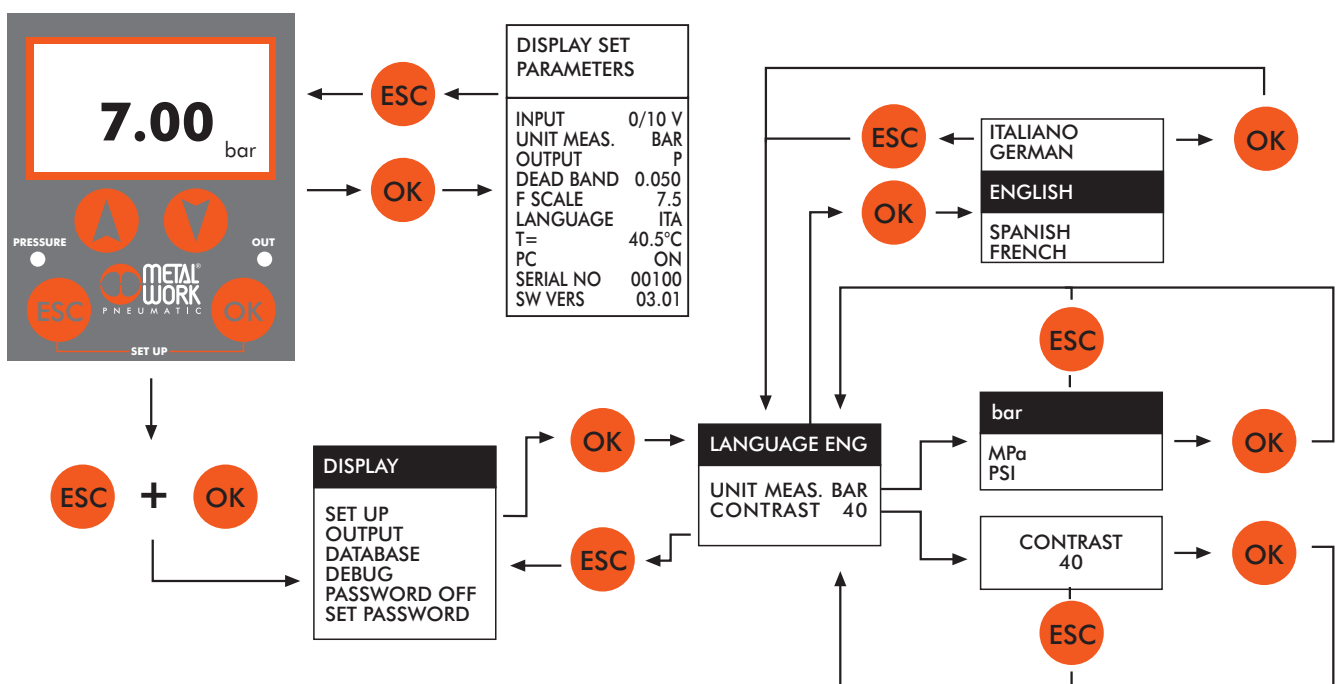 7.00
bar
PRESSURE
OUT
METAL®
WORK
PNEUMATIC
ESC
OK
SET UP
ESC
OK
DISPLAY SET
PARAMETERS
INPUT 0/10 V
UNIT MEAS. BAR
OUTPUT P
DEAD BAND 0.050
F SCALE 7.5
LANGUAGE ITA
T= 40.5°C
PC ON
SERIAL NO 00100
SW VERS 03.01
ESC
OK
ITALIANO
GERMAN
ENGLISH
SPANISH
FRENCH
OK
ESC + OK
DISPLAY
SET UP
OUTPUT
DATABASE
DEBUG
PASSWORD OFF
SET PASSWORD
OK
ESC
LANGUAGE ENG
UNIT MEAS. BAR
CONTRAST 40
ESC
bar
MPa
PSI
OK
CONTRAST
40
OK
ESC